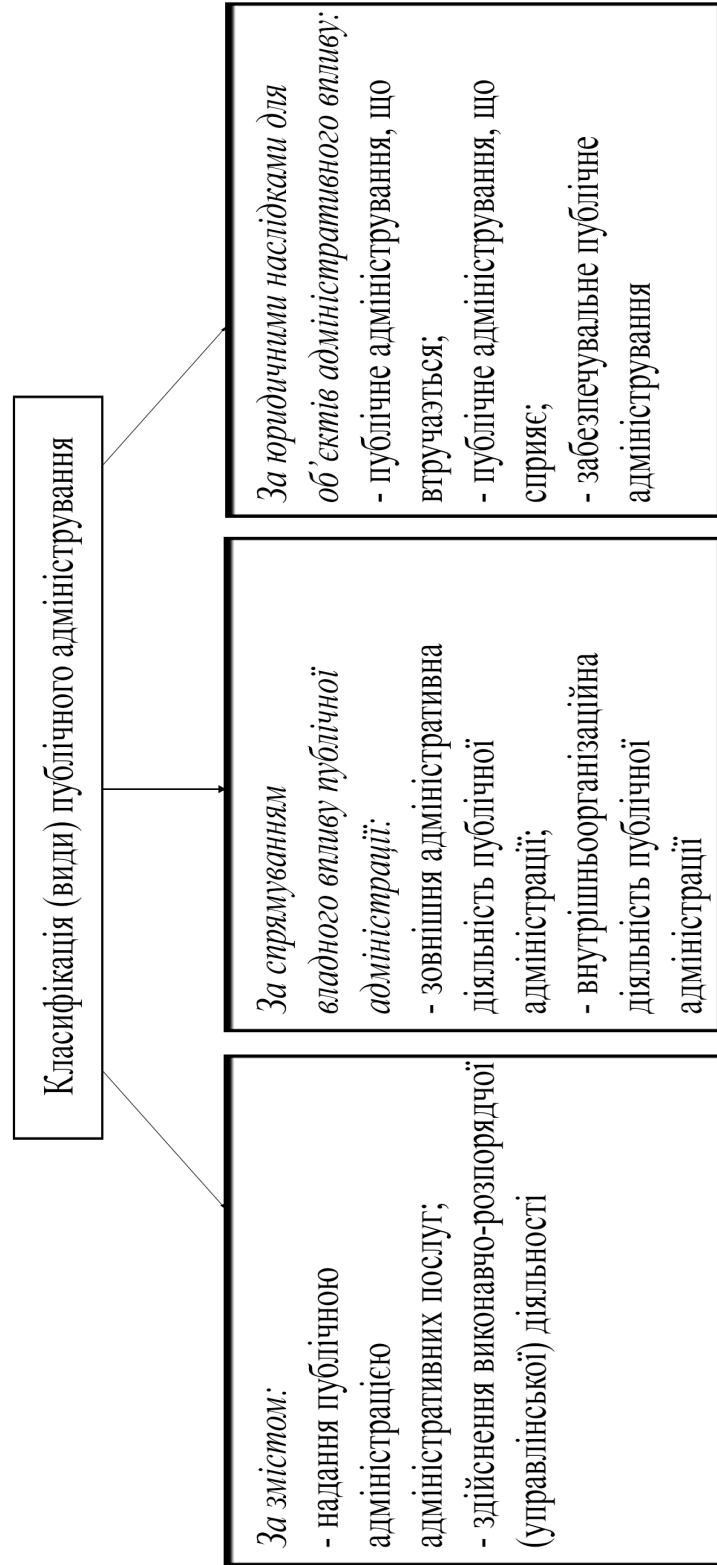 Класифікація (види) публічного адміністрування
За змістом:
- надання публічною
адміністрацією
адміністративних послуг;
- здійснення виконавчо-розпорядчої
(управлінської) діяльності
За спрямуванням
владного впливу публічної
адміністрації:
- зовнішня адміністративна
діяльність публічної
адміністрації;
- внутрішньоорганізаційна
діяльність публічної
адміністрації
За юридичними наслідками для
об’єктів адміністративного впливу:
- публічне адміністрування, що
втручаэться;
- публічне адміністрування, що
сприяє;
- забезпечувальне публічне
адміністрування